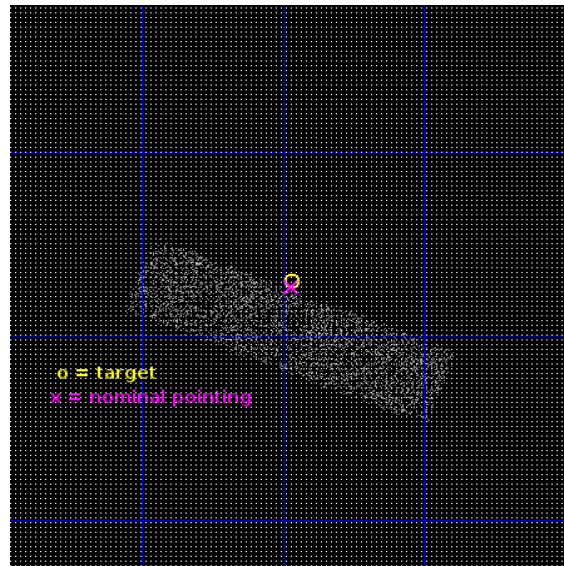 o = target
x = nominal pointing